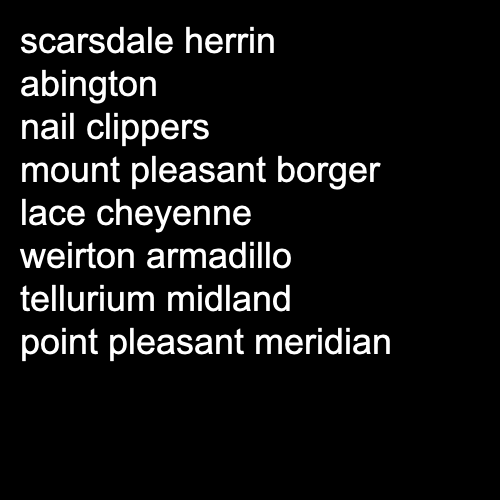 scarsdale herrin
abington
nail clippers
mount pleasant borger
lace cheyenne
weirton armadillo
tellurium midland
point pleasant meridian